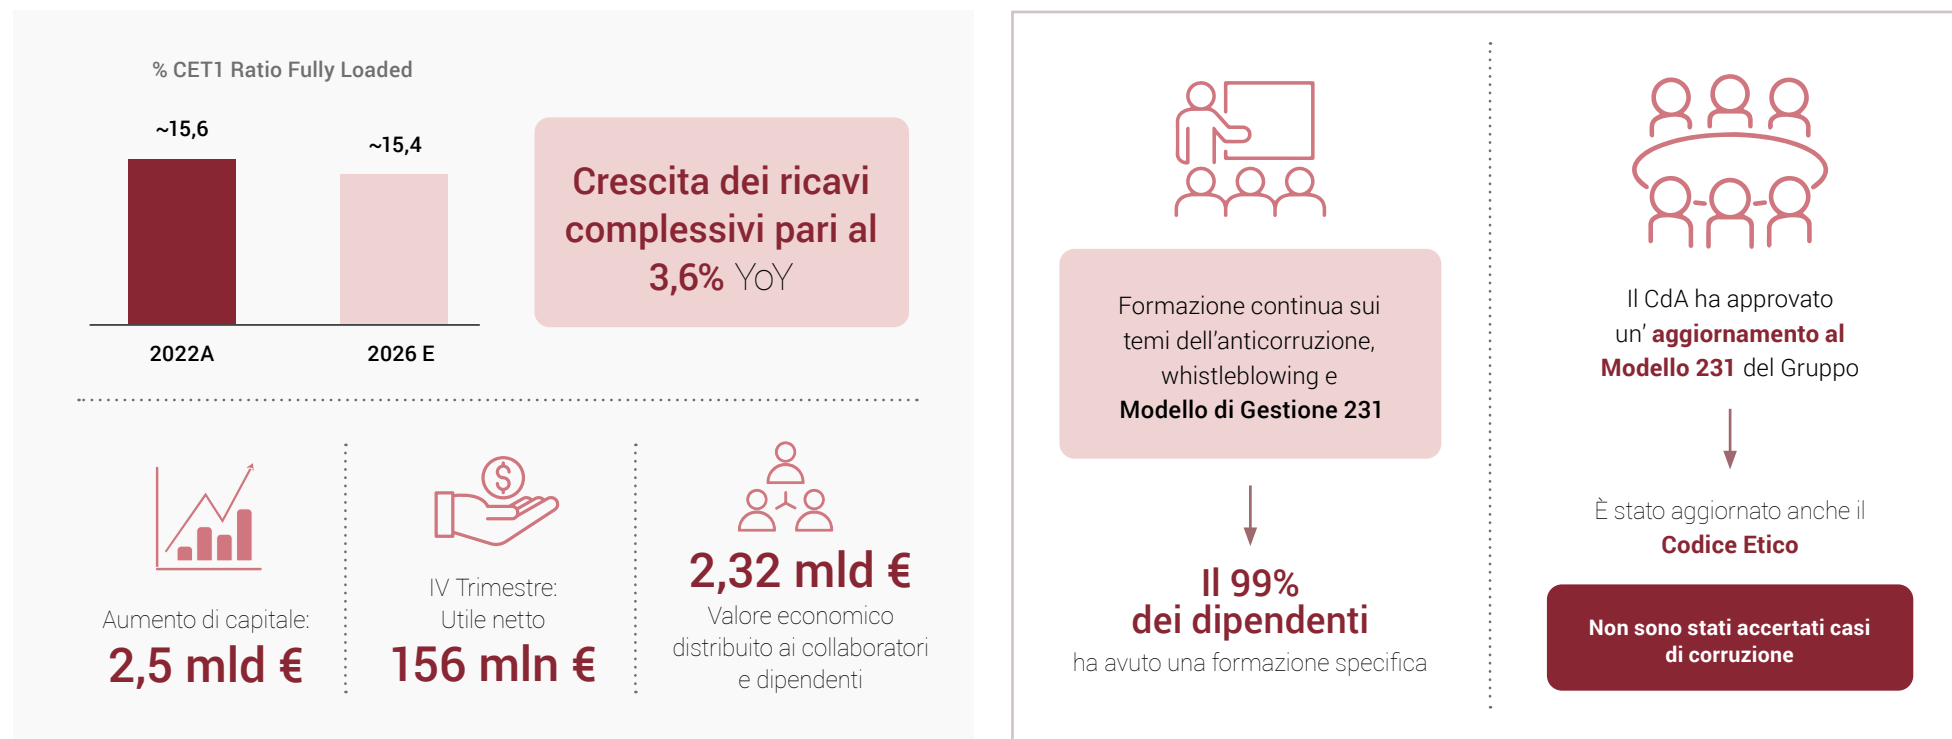 % CET1 Ratio Fully Loaded
~15,6
~15,4
2022A
2026 E
Crescita dei ricavi
complessivi pari al
3,6% YoY
Aumento di capitale:
2,5 mld €
IV Trimestre:
Utile netto
156 mln €
2,32 mld €
Valore economico
distribuito ai collaboratori
e dipendenti
Formazione continua sui
temi dell'anticorruzione,
whistleblowing e
Modello di Gestione 231
Il 99%
dei dipendenti
ha avuto una formazione specifica
Il CdA ha approvato
un' aggiornamento al
Modello 231 del Gruppo
È stato aggiornato anche il
Codice Etico
Non sono stati accertati casi
di corruzione